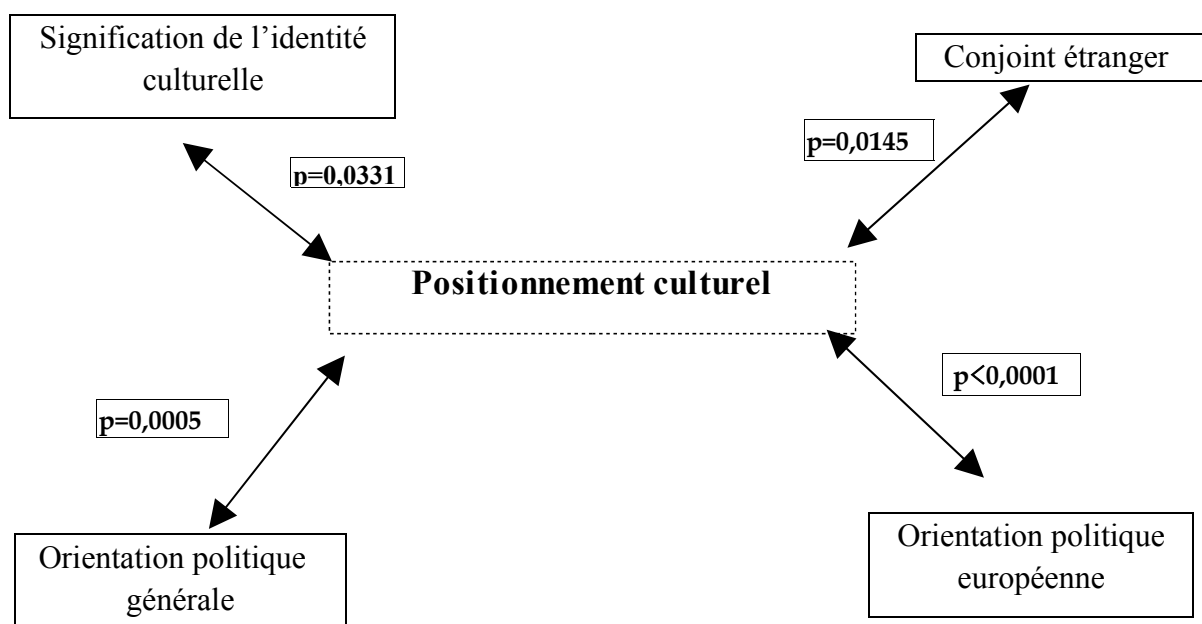 Signification de l’identité
culturelle
Conjoint étranger
p=0,0145
p=0,0331
Positionnement culturel
p<0,0001
p=0,0005
Orientation politique
européenne
Orientation politique
générale